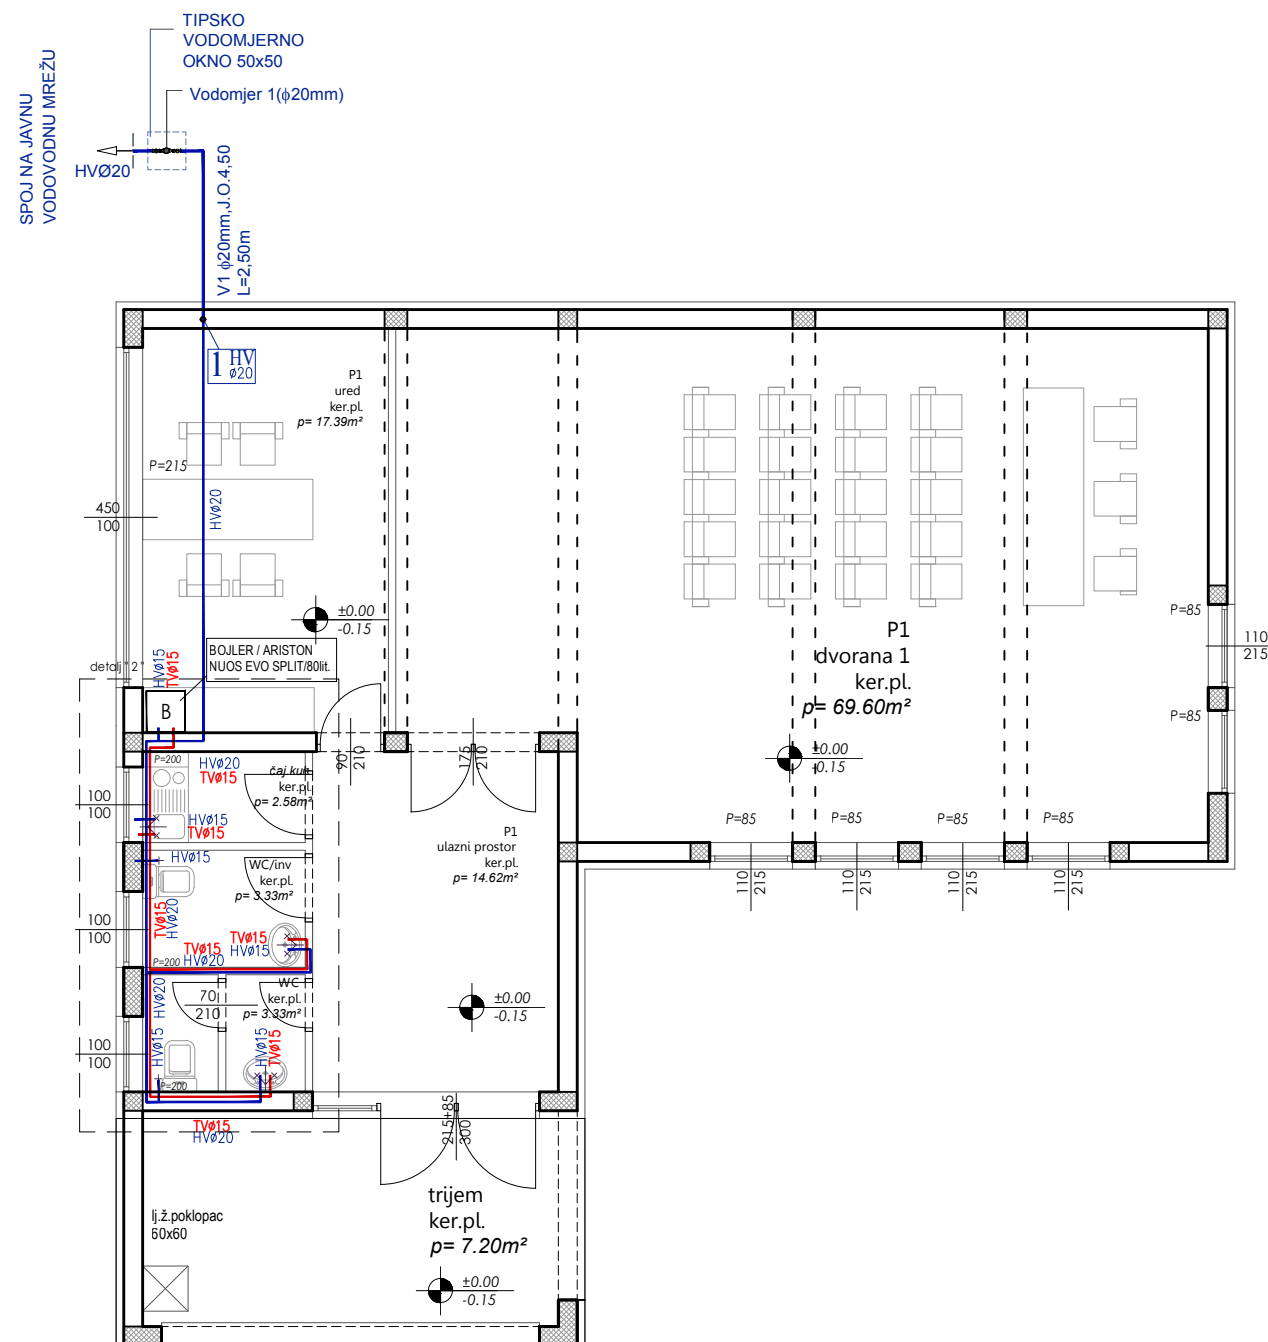 TIPSKO
VODOMJERNO
OKNO 50x50
Vodomjer 1(ϕ20mm)
SPOJ NA JAVNU
VODOVODNU MREŽU
HVØ20
V1 ϕ20mm,J.O.4,50
L=2,50m
1 HV
ø20
P1
ured
ker.pl.
p= 17.39m²
P=215
HVø20
450
100
±0.00
-0.15
BOJLER / ARISTON
NUOS EVO SPLIT/80lit.
detalj "2"
HVø15
TVø15
B
P1
dvorana 1
ker.pl.
p= 69.60m²
±0.00
-0.15
P=85
110
215
P=85
90
210
175
210
P=200
HVø20
TVø15
čaj.kuh
ker.pl.
p= 2.58m²
100
100
HVø15
TVø15
HVø15
WC/inv
ker.pl.
p= 3.33m²
P1
ulazni prostor
ker.pl.
p= 14.62m²
P=85
P=85
P=85
P=85
110
215
110
215
110
215
110
215
100
100
TVø15
HVø20
TVø15
HVø15
TVø15
HVø20
P=200
WC
ker.pl.
p= 3.33m²
70
210
HVø20
HVø15
HVø15
TVø15
±0.00
-0.15
100
100
P=200
TVø15
HVø20
215+85
300
trijem
ker.pl.
p= 7.20m²
lj.ž.poklopac
60x60
±0.00
-0.15